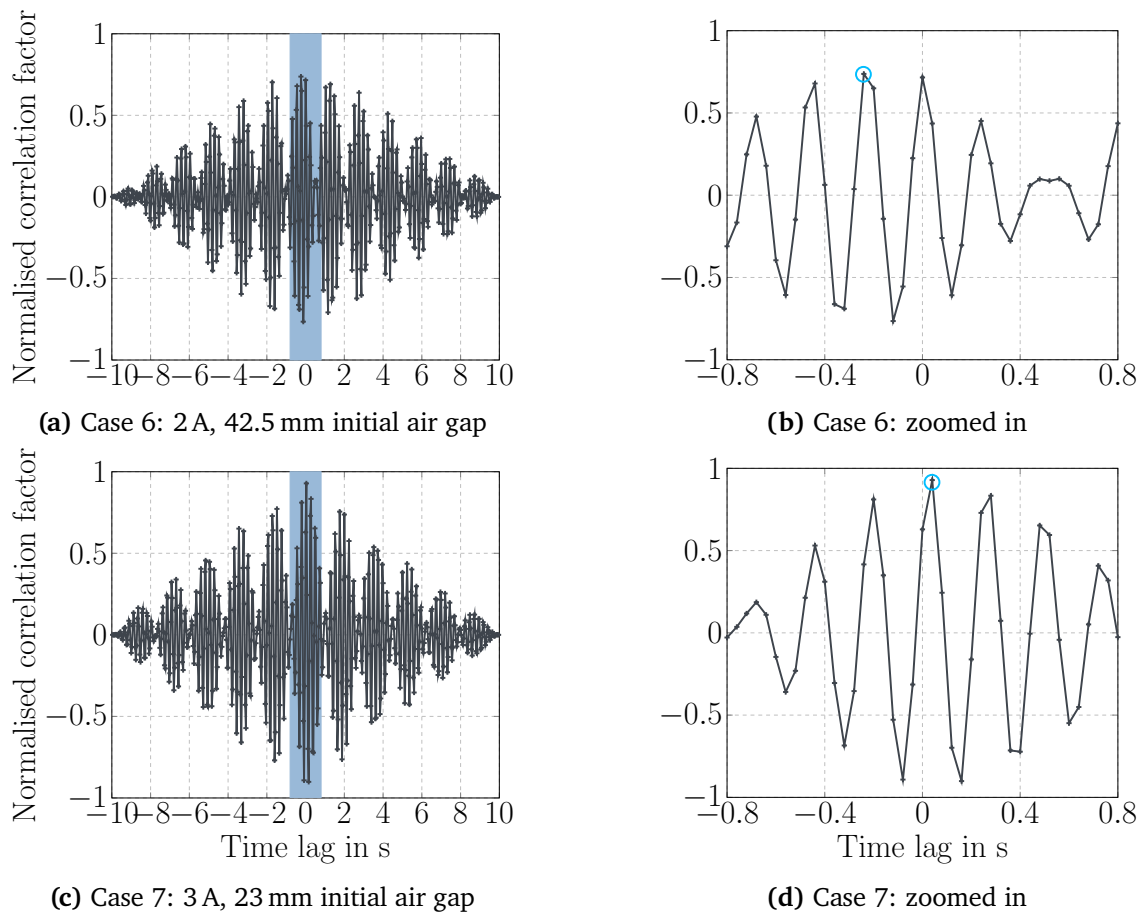 1
0.5
0
−0.5
−1
Normalised correlation factor
−10 −8 −6 −4 −2 0 2 4 6 8 10
(a) Case 6: 2 A, 42.5 mm initial air gap
1
0.5
0
−0.5
−1
−0.8 −0.4 0 0.4 0.8
(b) Case 6: zoomed in
1
0.5
0
−0.5
−1
Normalised correlation factor
−10 −8 −6 −4 −2 0 2 4 6 8 10
Time lag in s
(c) Case 7: 3 A, 23 mm initial air gap
1
0.5
0
−0.5
−1
−0.8 −0.4 0 0.4 0.8
Time lag in s
(d) Case 7: zoomed in